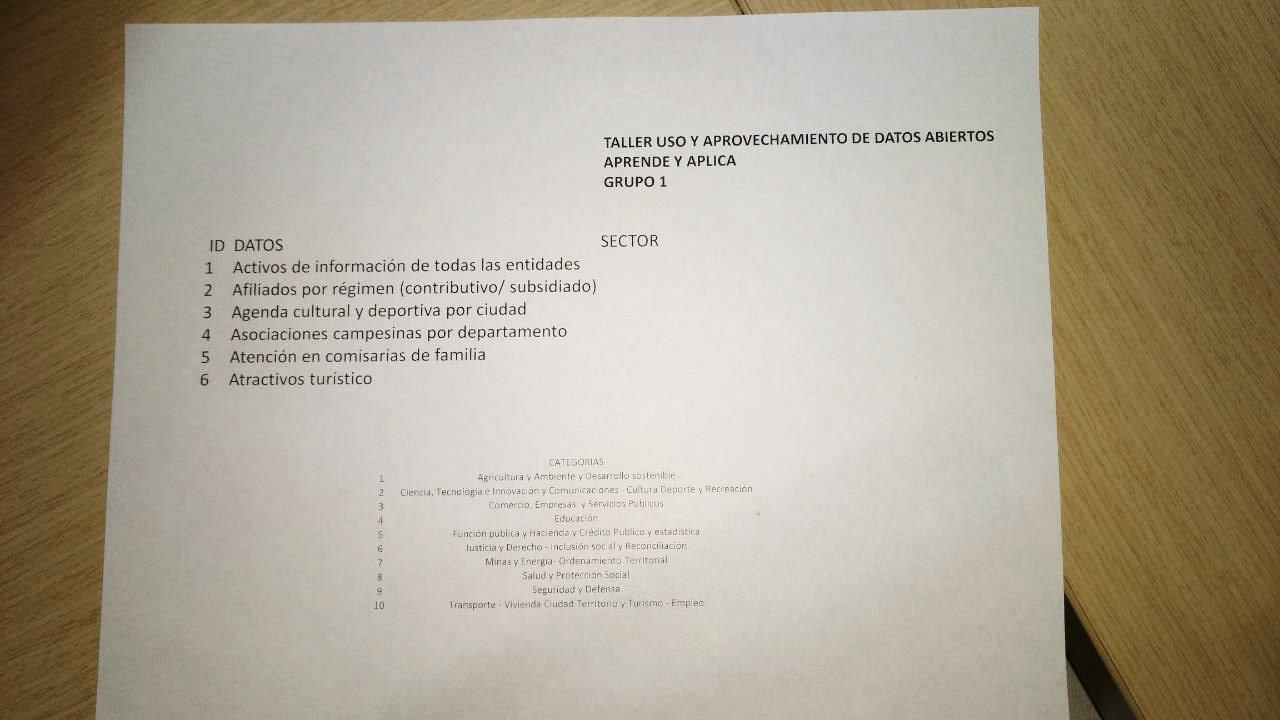 TALLER USO Y APROVECHAMIENTO DE DATOS ABIERTOS
APRENDE Y APLICA
GRUPO 1
ID DATOS SECTOR
1 Activos de información de todas las entidades
2 Afiliados por régimen (contributivo/ subsidiado)
3 Agenda cultural y deportiva por ciudad
4 Asociaciones campesinas por departamento
5 Atención en comisarías de familia
6 Atractivos turístico
CATEGORIAS
1 Agricultura y Ambiente y Desarrollo sostenible
2 Ciencia, Tecnología e Innovación y Comunicaciones - Cultura Deporte y Recreación
3 Comercio, Empresas y Servicios Públicos
4 Educación
5 Función pública y Hacienda y Crédito Público y estadística
6 Justicia y Derecho - Inclusión social y Reconciliación
7 Minas y Energía- Ordenamiento Territorial
8 Salud y Protección Social
9 Seguridad y Defensa
10 Transporte - Vivienda Ciudad Territorio y Turismo - Empleo